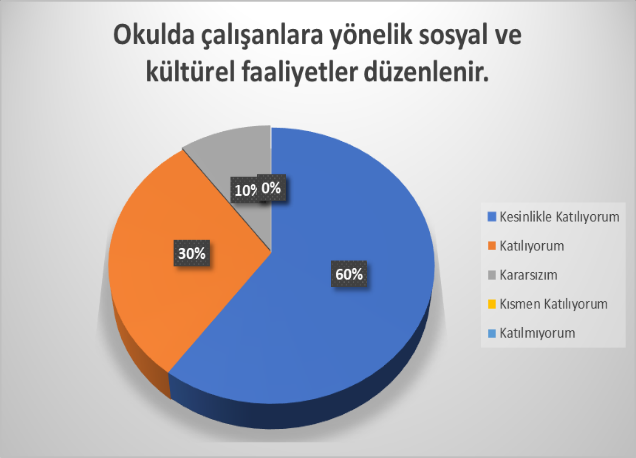 Okulda çalışanlara yönelik sosyal ve
kültürel faaliyetler düzenlenir.
10%
0%
30%
60%
Kesinlikle Katılıyorum
Katılıyorum
Kararsızım
Kısmen Katılıyorum
Katılmıyorum